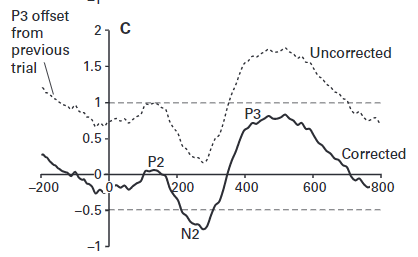 P3 offset
from
previous
trial
C
2
1.5
1
0.5
0
−0.5
−1
−200
0
200
400
600
800
Uncorrected
P3
Corrected
P2
N2